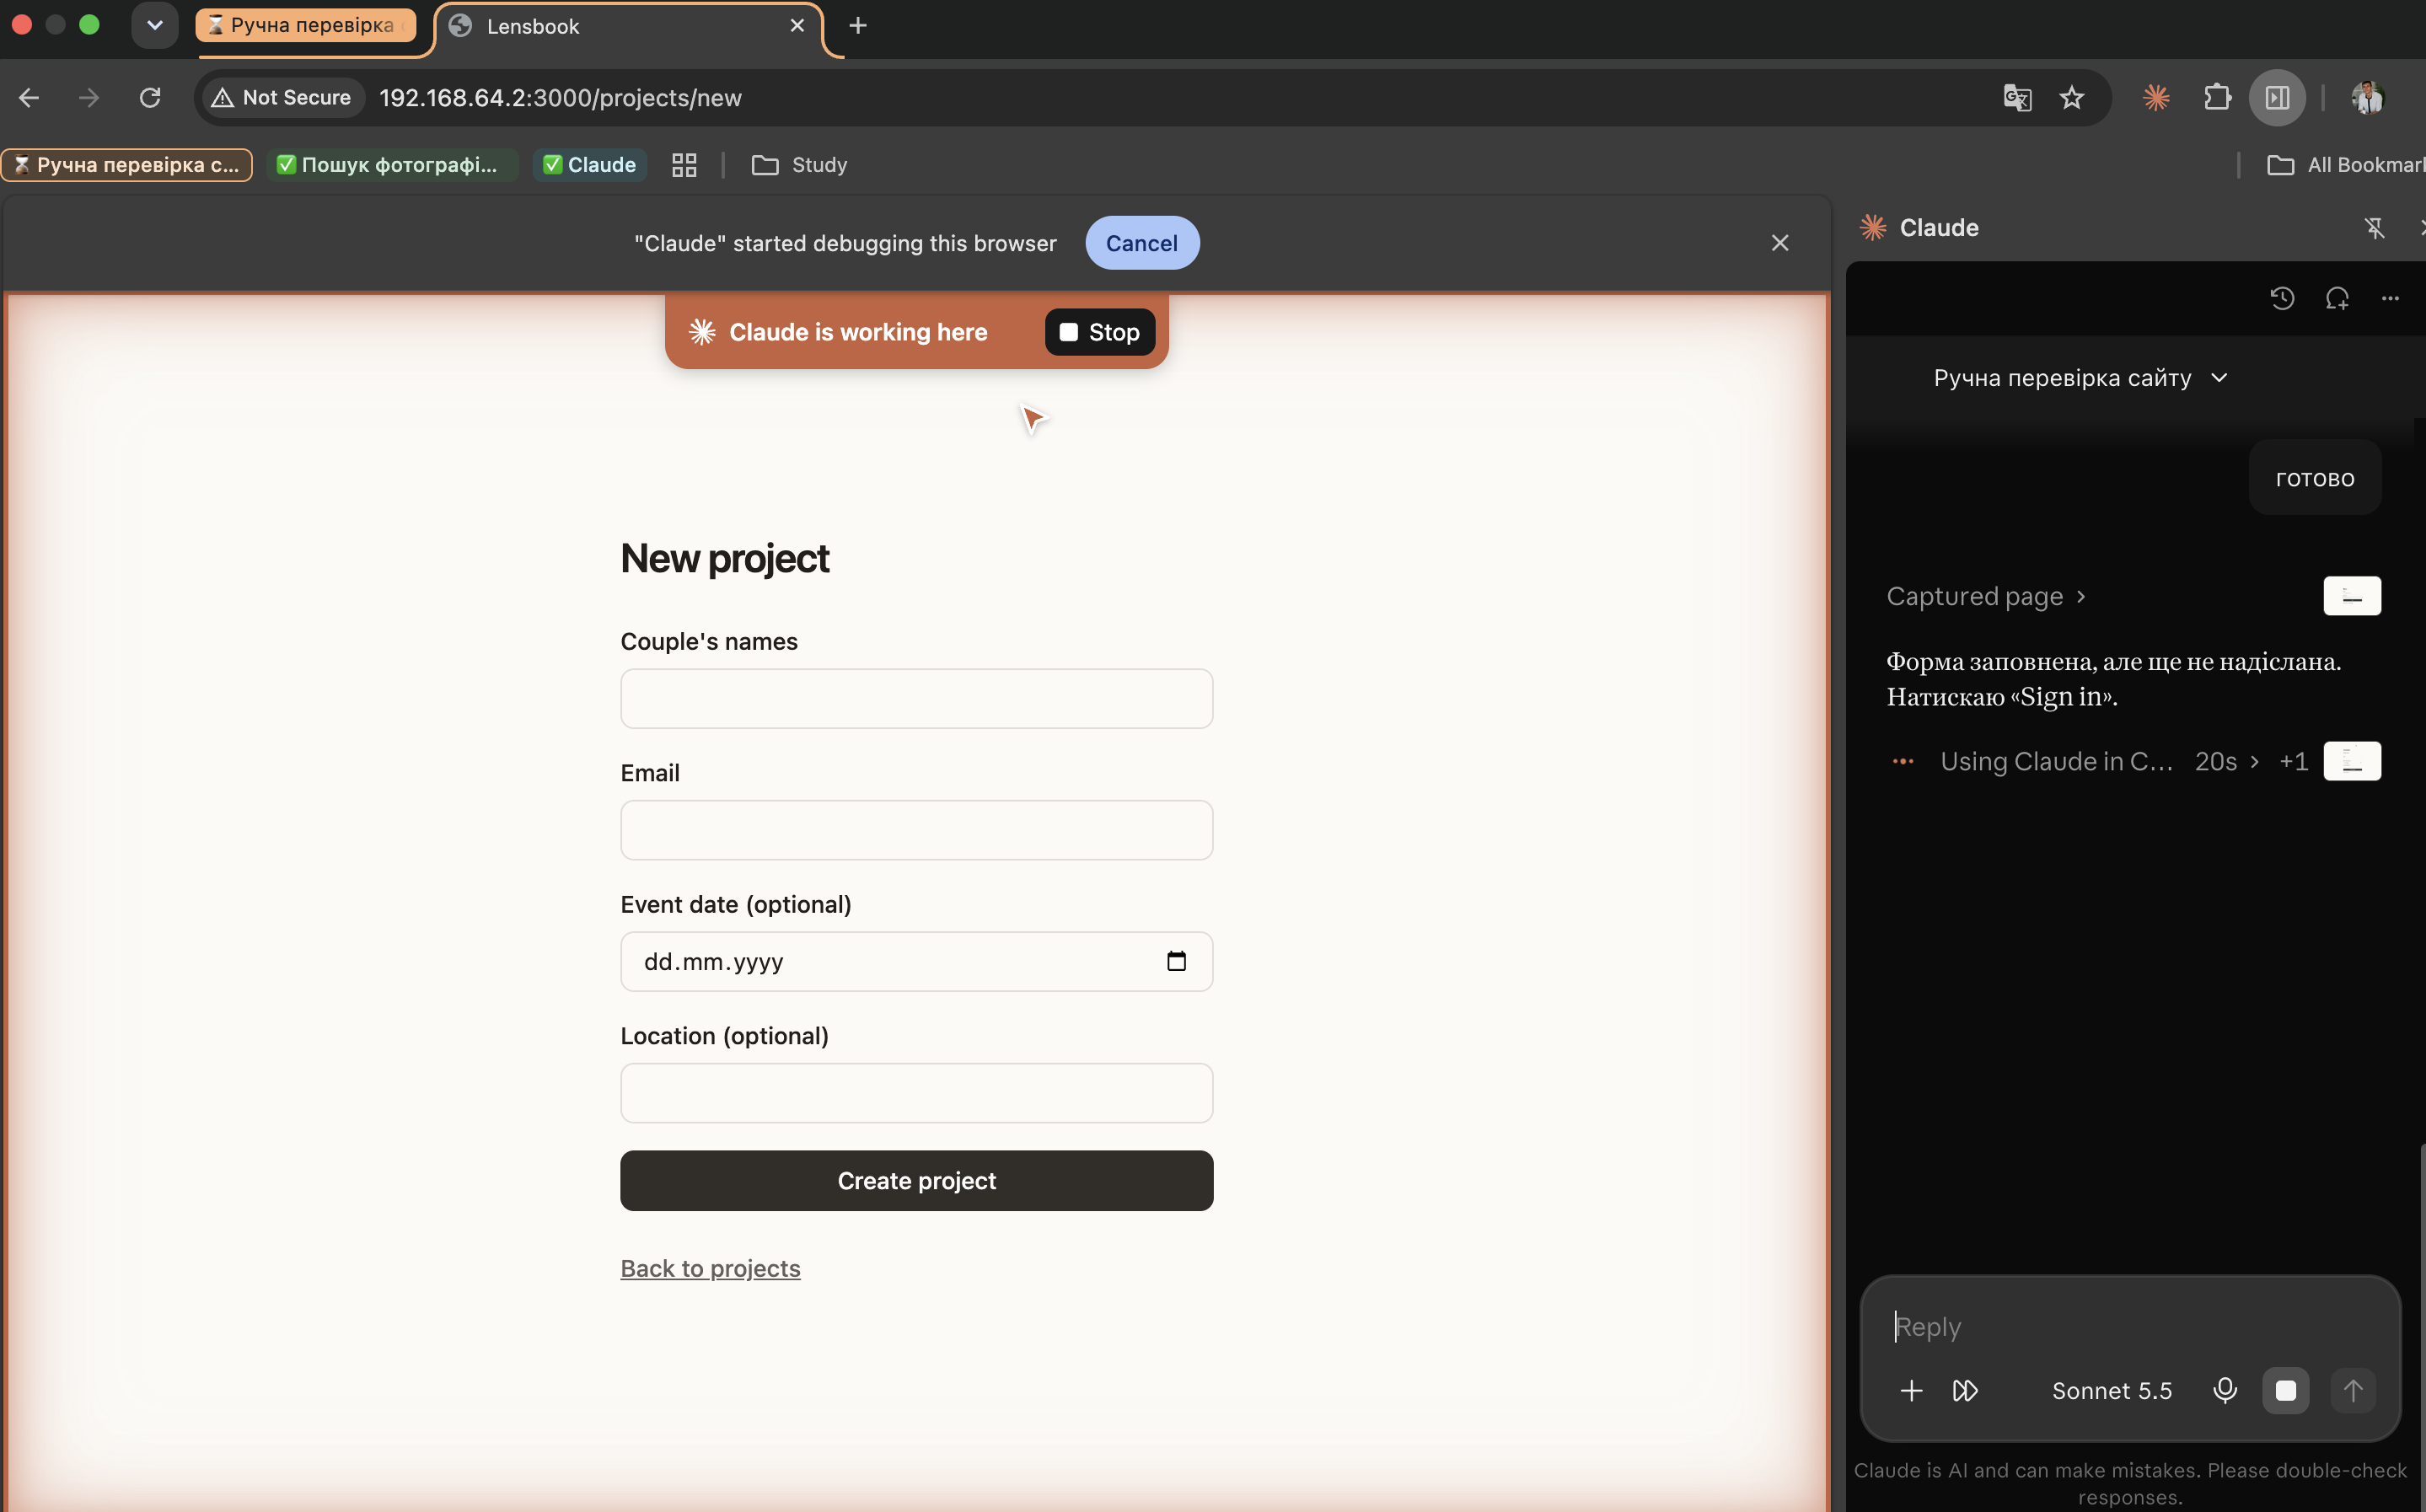 Ручна перевірка
Lensbook
Not Secure
192.168.64.2:3000/projects/new
Ручна перевірка с...
Пошук фотографі...
Claude
Study
All Bookmar
"Claude" started debugging this browser
Cancel
Claude is working here
Stop
New project
Couple's names
Email
Event date (optional)
dd.mm.yyyy
Location (optional)
Create project
Back to projects
Claude
Ручна перевірка сайту
готово
Captured page
Форма заповнена, але ще не надіслана.
Натискаю «Sign in».
Using Claude in C... 20s +1
Reply
Sonnet 5.5
Claude is AI and can make mistakes. Please double-check
responses.